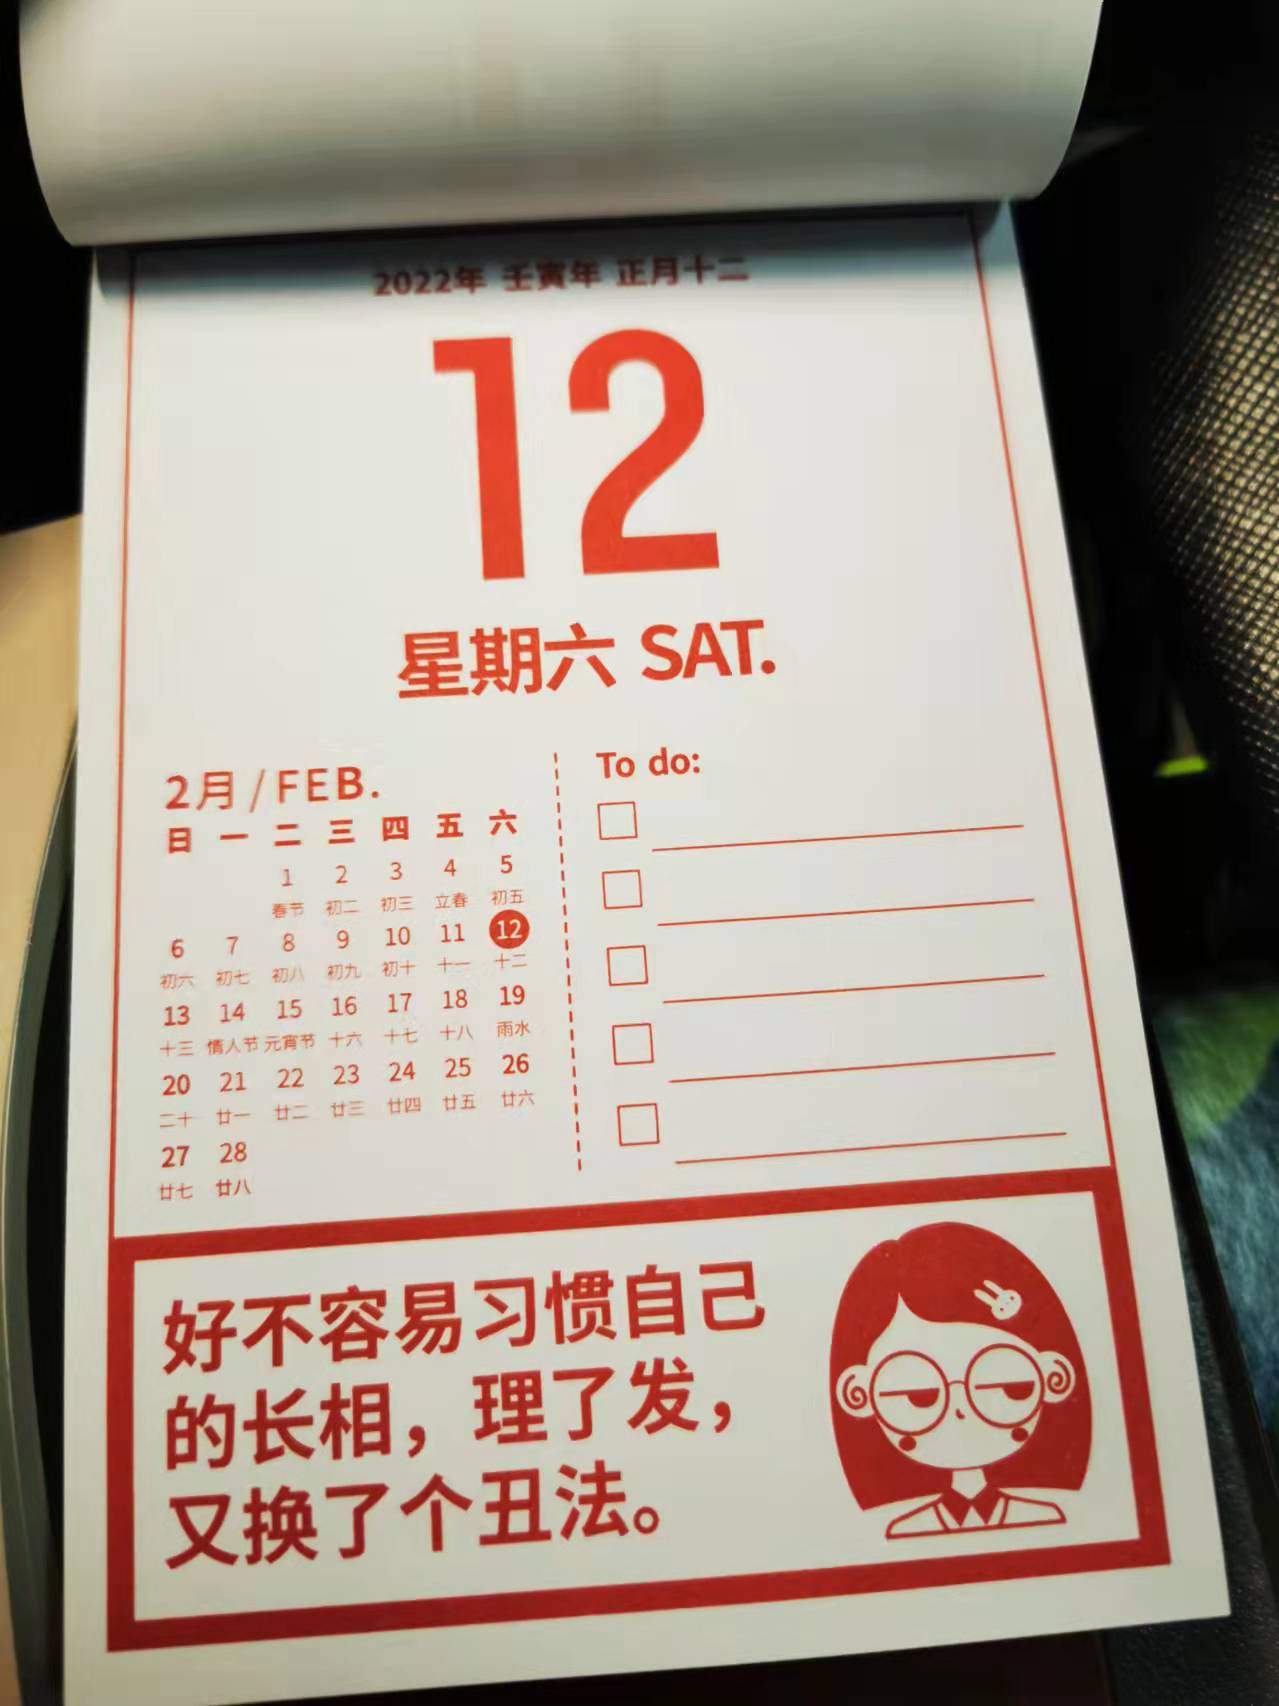 2022年 壬寅年 正月十二
12
星期六 SAT.
2月/FEB.
日 一 二 三 四 五 六
1 2 3 4 5
春节 初二 初三 立春 初五
6 7 8 9 10 11 12
初六 初七 初八 初九 初十 十一 十二
13 14 15 16 17 18 19
十三 情人节 元宵节 十六 十七 十八 雨水
20 21 22 23 24 25 26
二十 廿一 廿二 廿三 廿四 廿五 廿六
27 28
廿七 廿八
To do:
好不容易习惯自己
的长相，理了发，
又换了个丑法。